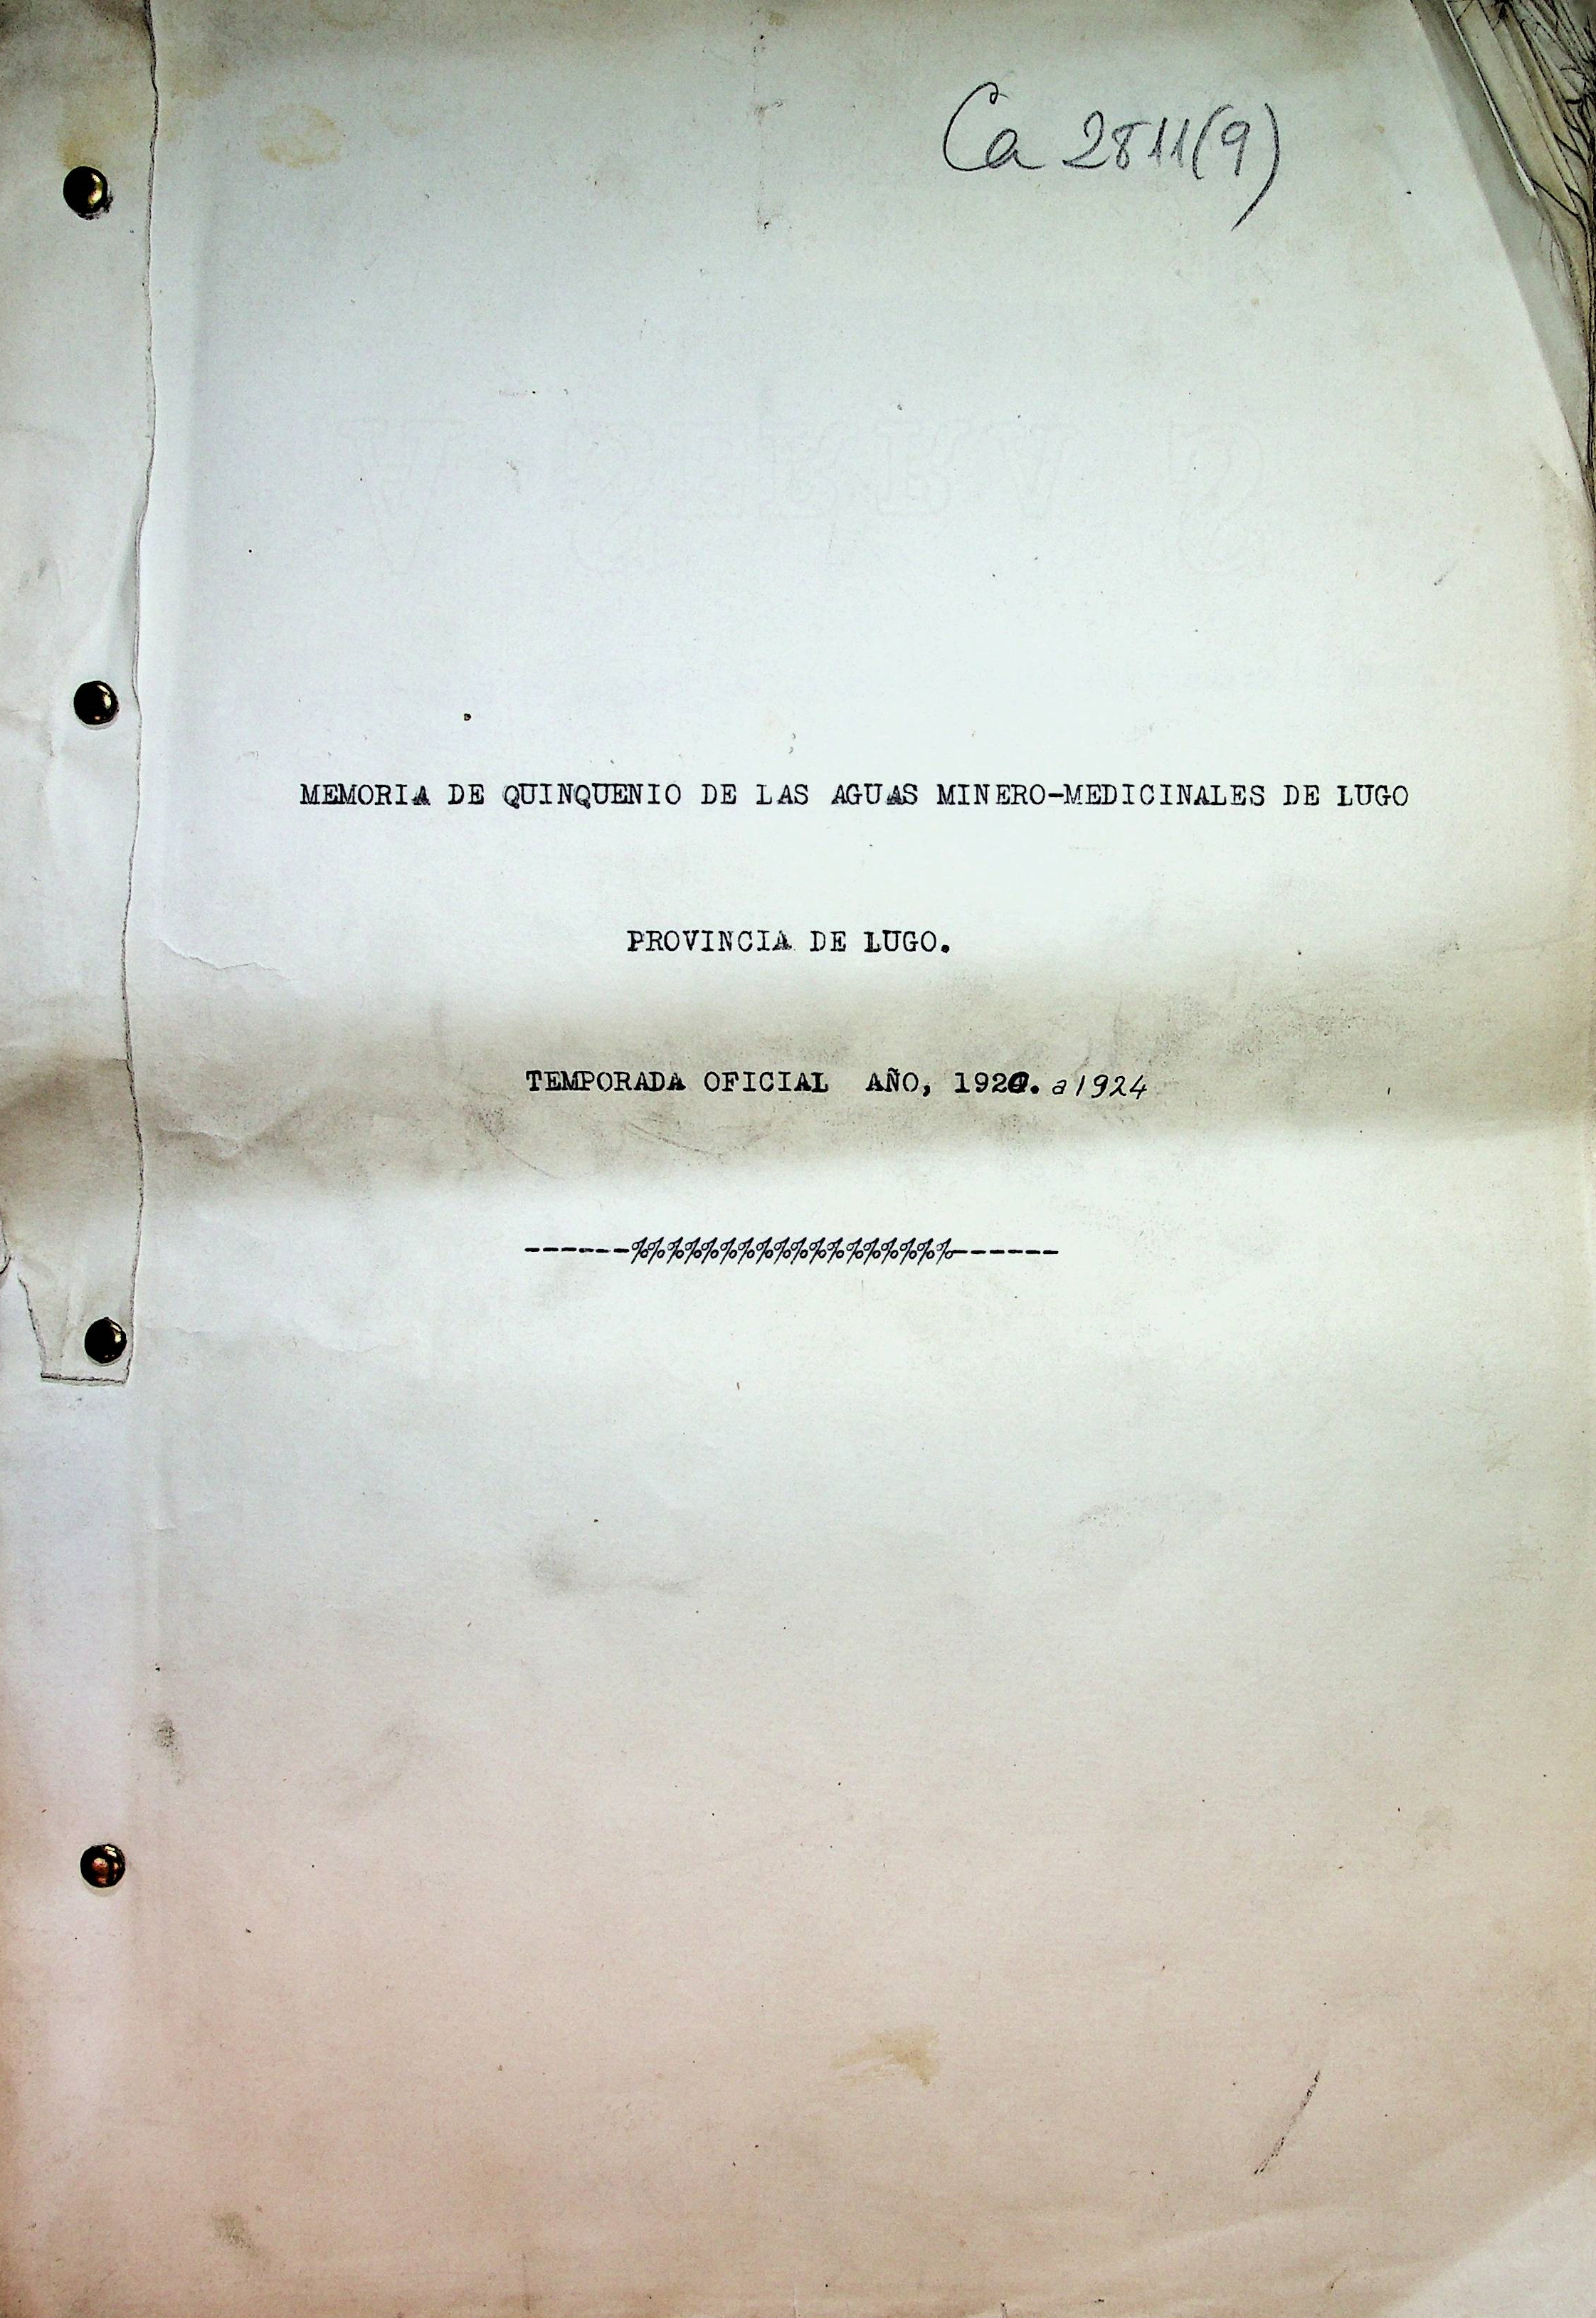 Ca 2811(9)
MEMORIA DE QUINQUENIO DE LAS AGUAS MINERO-MEDICINALES DE LUGO
PROVINCIA DE LUGO.
TEMPORADA OFICIAL AÑO, 1920. a 1924
------%%%%%%%%%%%%%%%%%%------